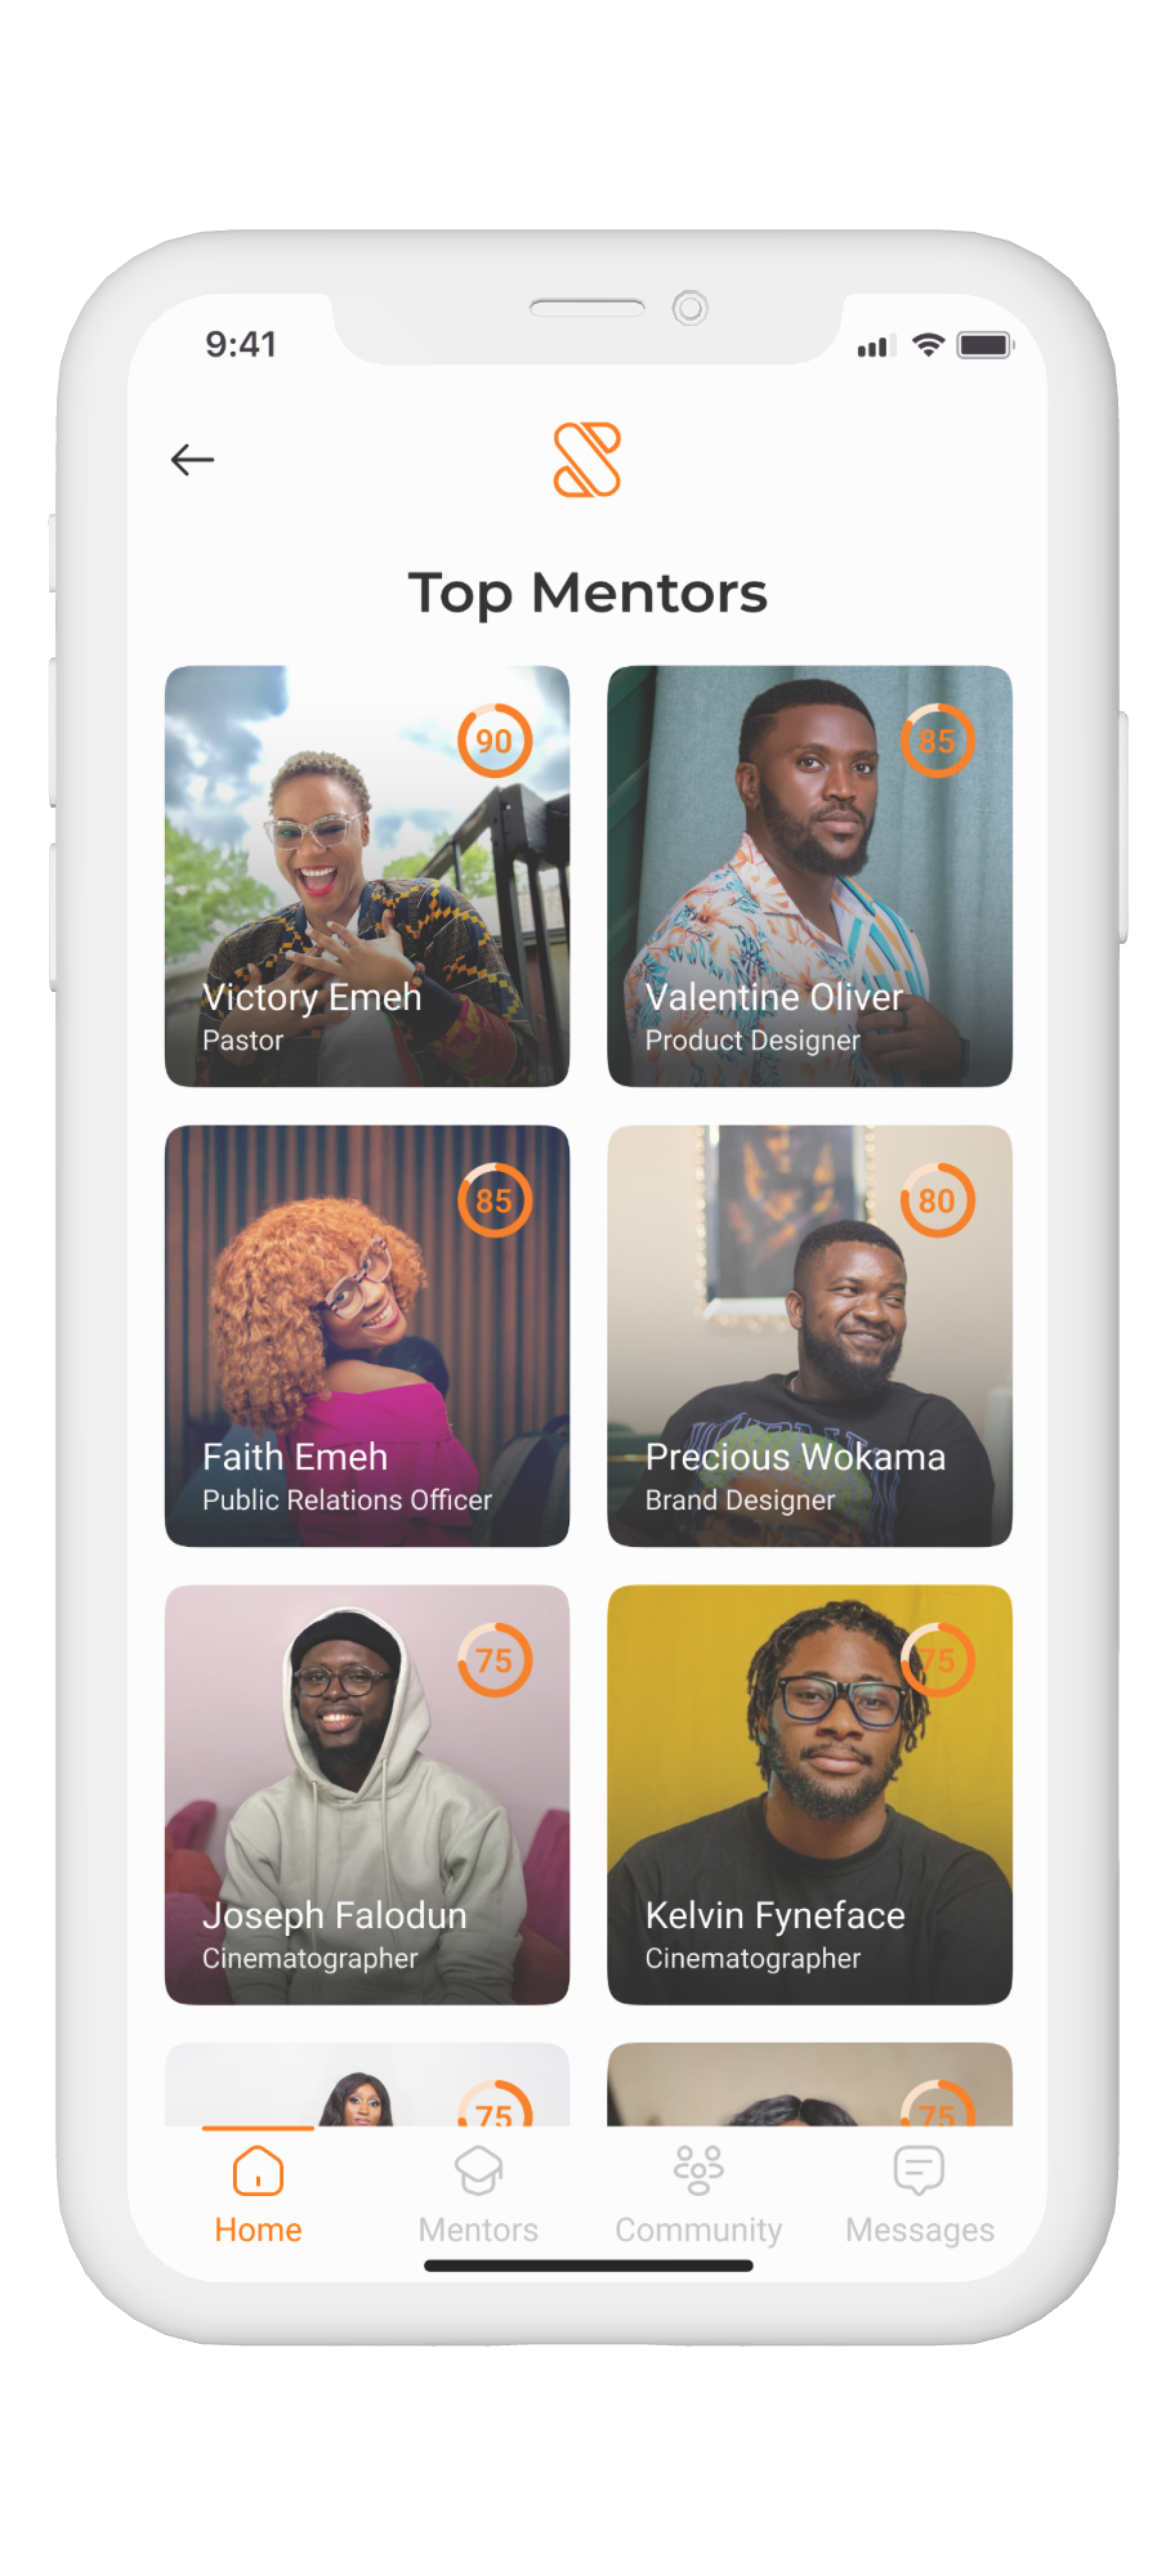 9:41
Top Mentors
90
Victory Emeh
Pastor
85
Valentine Oliver
Product Designer
85
Faith Emeh
Public Relations Officer
80
Precious Wokama
Brand Designer
75
Joseph Falodun
Cinematographer
75
Kelvin Fyneface
Cinematographer
75
75
Home
Mentors
Community
Messages